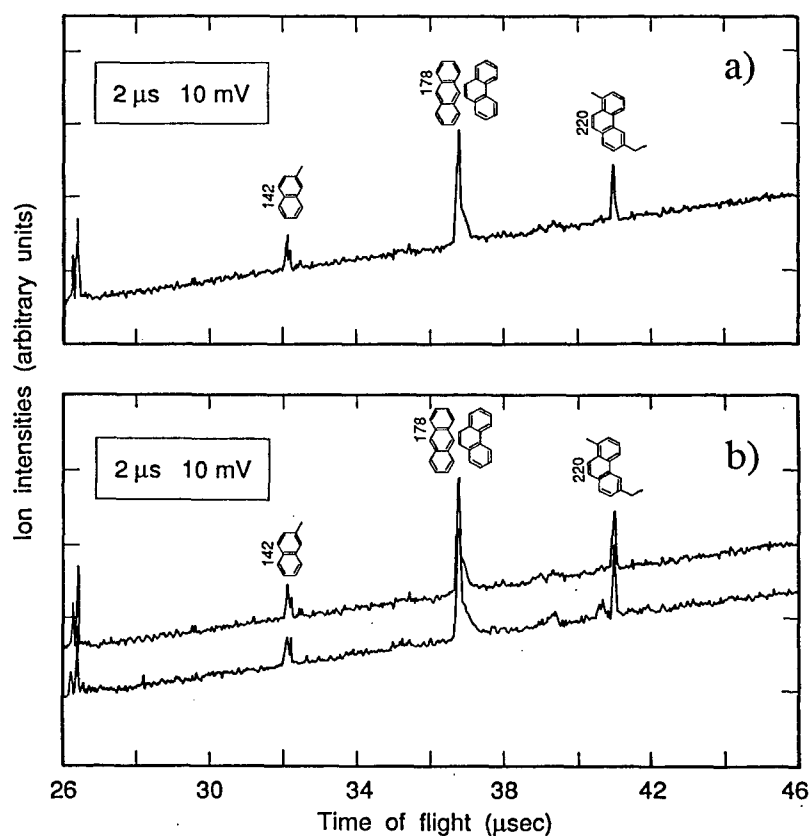 a)
2 μs 10 mV
142
178
220
b)
2 μs 10 mV
142
178
220
Ion intensities (arbitrary units)
26 30 34 38 42 46
Time of flight (μsec)